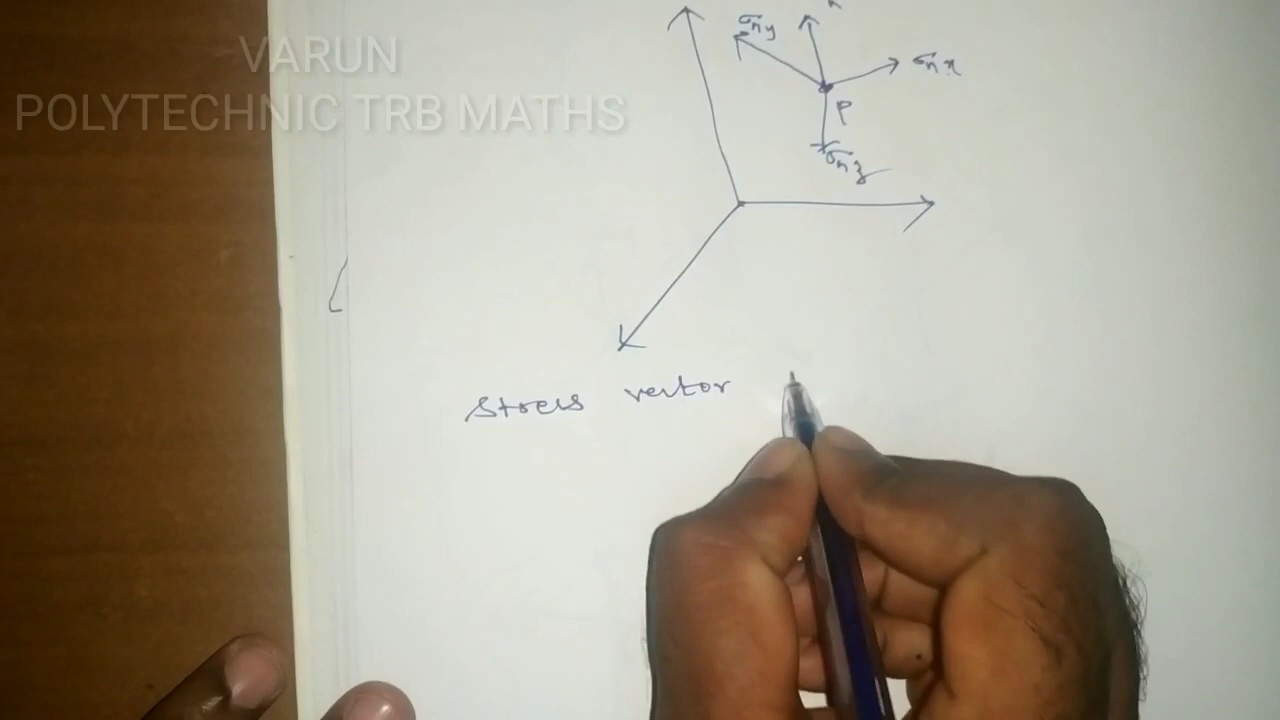 VARUN
POLYTECHNIC TRB MATHS
σny
σnx
P
σnz
stress vector